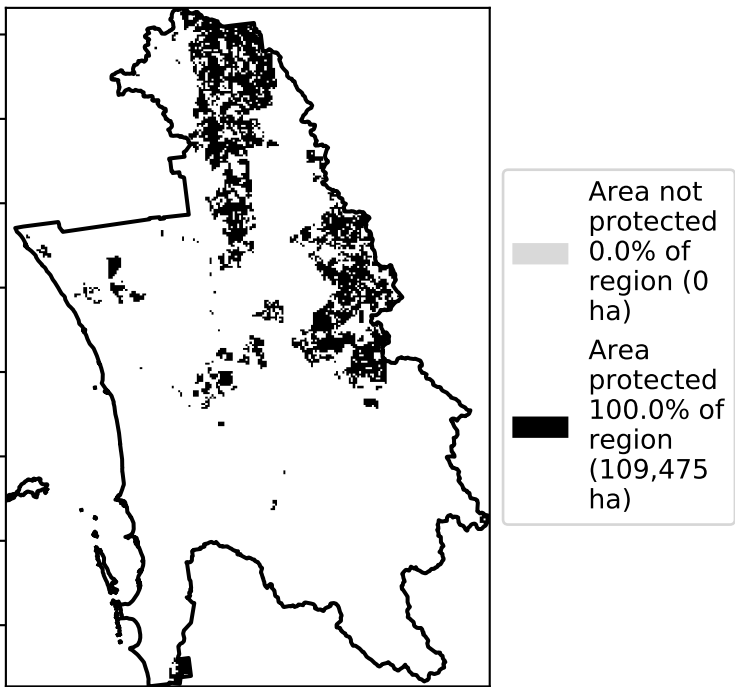 Area not
protected
0.0% of
region (0
ha)
Area
protected
100.0% of
region
(109,475
ha)